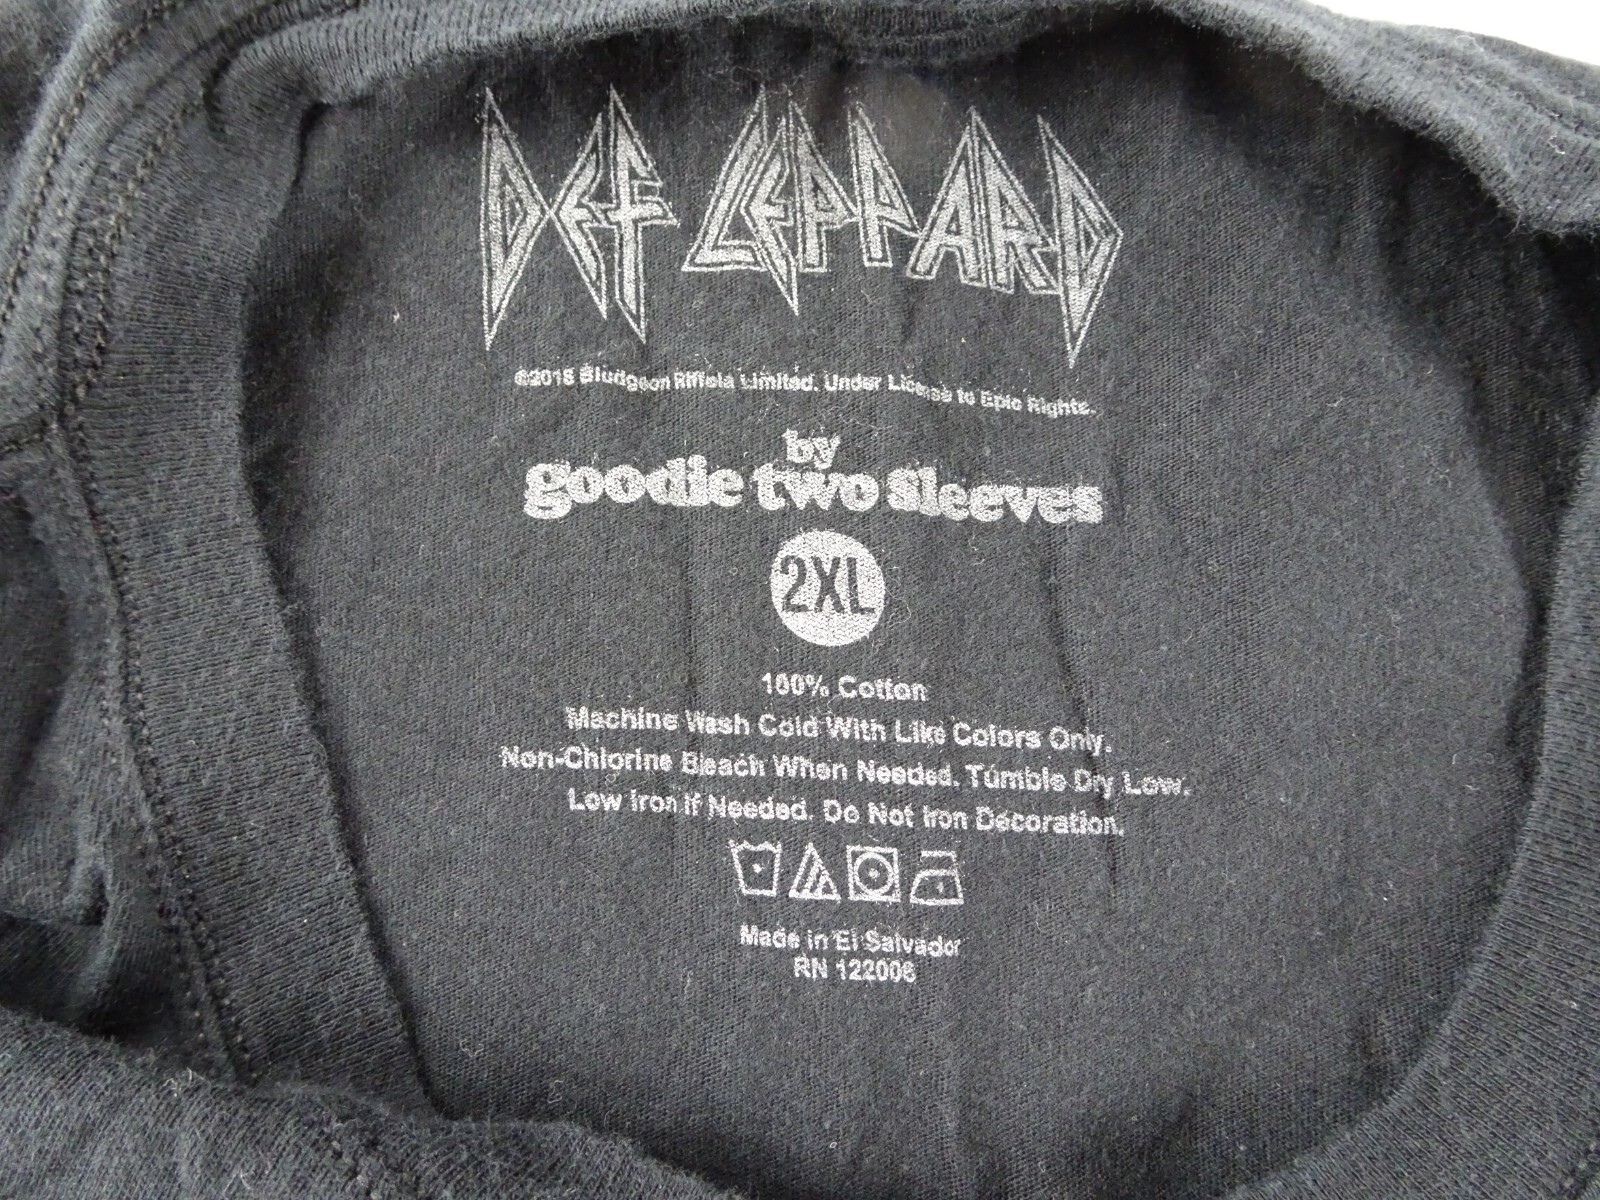 DEF LEPPARD
©2018 Bludgeon Riffola Limited. Under License to Epic Rights.
by
goodie two sleeves
2XL
100% Cotton
Machine Wash Cold With Like Colors Only.
Non-Chlorine Bleach When Needed. Tumble Dry Low.
Low Iron if Needed. Do Not Iron Decoration.
Made in El Salvador
RN 122006